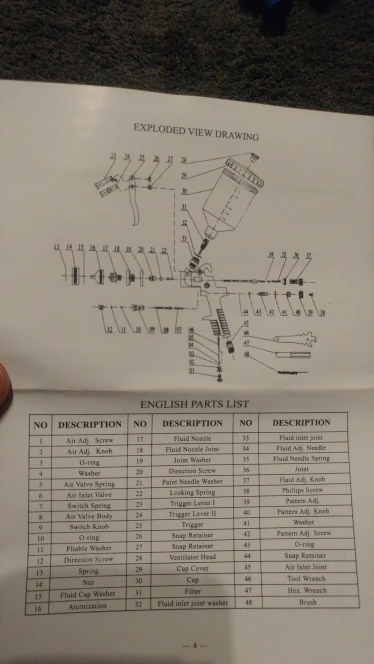 EXPLODED VIEW DRAWING
ENGLISH PARTS LIST
NO DESCRIPTION NO DESCRIPTION NO DESCRIPTION
1 Air Adj. Screw 17 Fluid Nozzle 33 Fluid inlet joint
2 Air Adj. Knob 18 Fluid Nozzle Joint 34 Fluid Adj. Needle
3 O-ring 19 Joint Washer 35 Fluid Needle Spring
4 Washer 20 Direction Screw 36 Joint
5 Air Valve Spring 21 Paint Needle Washer 37 Fluid Adj. Knob
6 Air Inlet Valve 22 Locking Spring 38 Phillips Screw
7 Switch Spring 23 Trigger Lever I 39 Pattern Adj.
8 Air Valve Body 24 Trigger Lever II 40 Pattern Adj. Knob
9 Switch Knob 25 Trigger 41 Washer
10 O-ring 26 Snap Retainer 42 Pattern Adj. Screw
11 Pliable Washer 27 Snap Retainer 43 O-ring
12 Direction Screw 28 Ventilator Head 44 Snap Retainer
13 Spring 29 Cup Cover 45 Air Inlet Joint
14 Nut 30 Cup 46 Tool Wrench
15 Fluid Cap Washer 31 Filter 47 Hex. Wrench
16 Atomization 32 Fluid inlet joint washer 48 Brush
— 4 —